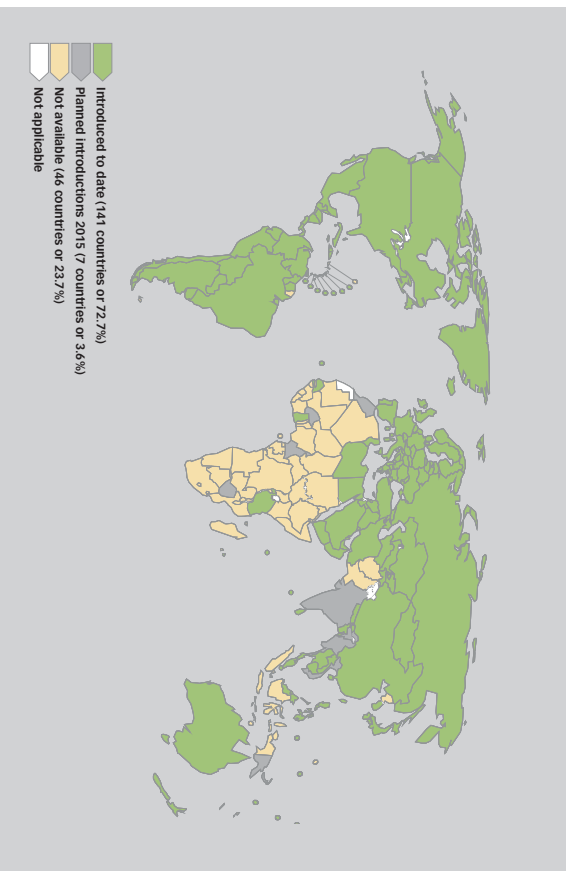 Introduced to date (141 countries or 72.7%)
Planned introductions 2015 (7 countries or 3.6%)
Not available (46 countries or 23.7%)
Not applicable